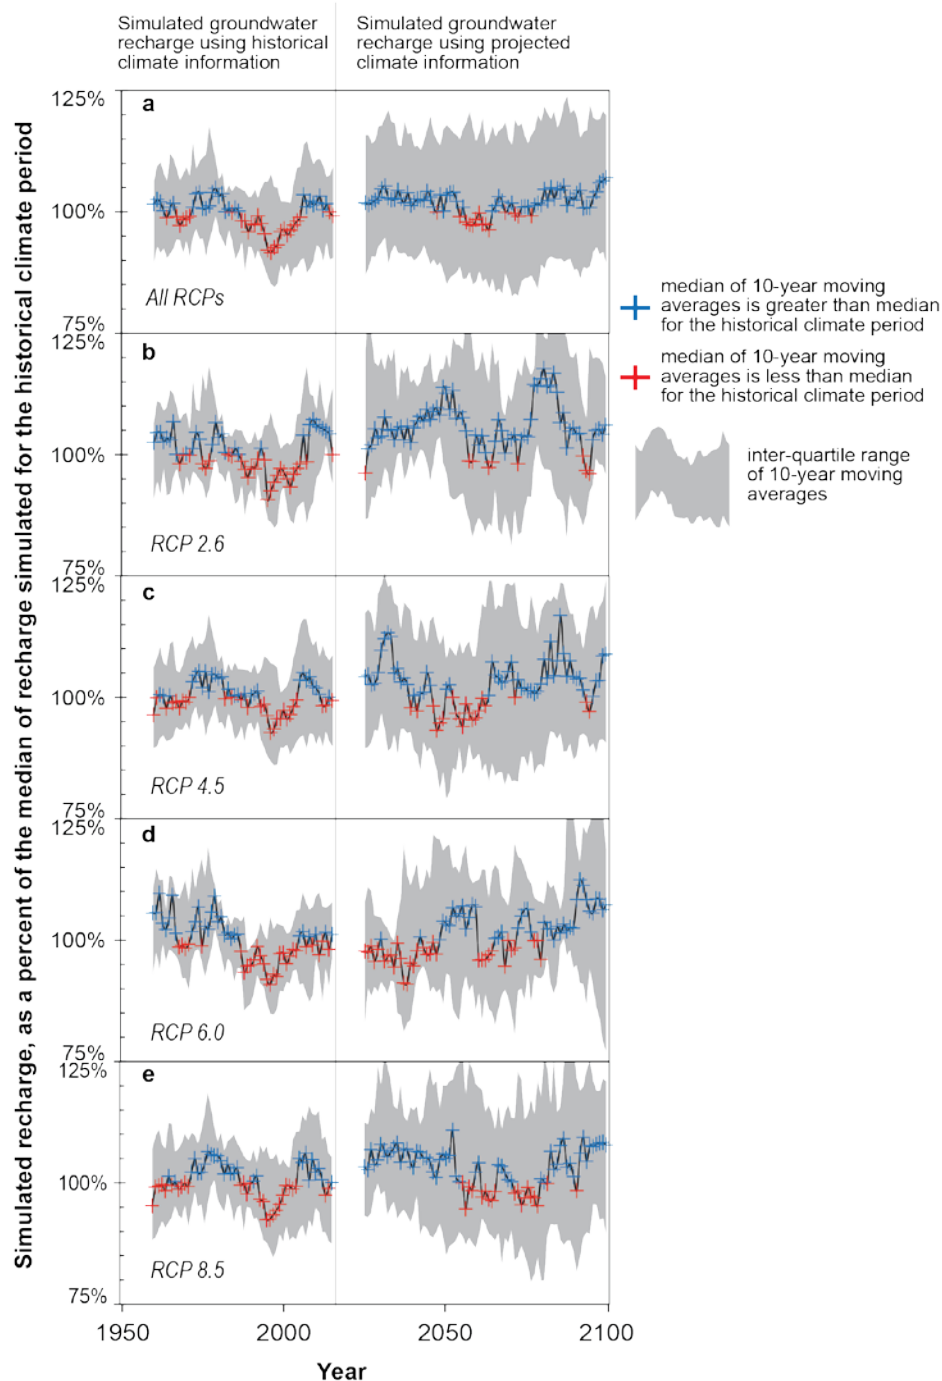 Simulated groundwater
recharge using historical
climate information
Simulated groundwater
recharge using projected
climate information
Simulated recharge, as a percent of the median of recharge simulated for the historical climate period
125%
a
100%
All RCPs
75%
125%
b
100%
RCP 2.6
75%
125%
c
100%
RCP 4.5
75%
125%
d
100%
RCP 6.0
75%
125%
e
100%
RCP 8.5
75%
1950
2000
2050
2100
Year
median of 10-year moving
averages is greater than median
for the historical climate period
median of 10-year moving
averages is less than median
for the historical climate period
inter-quartile range
of 10-year moving
averages